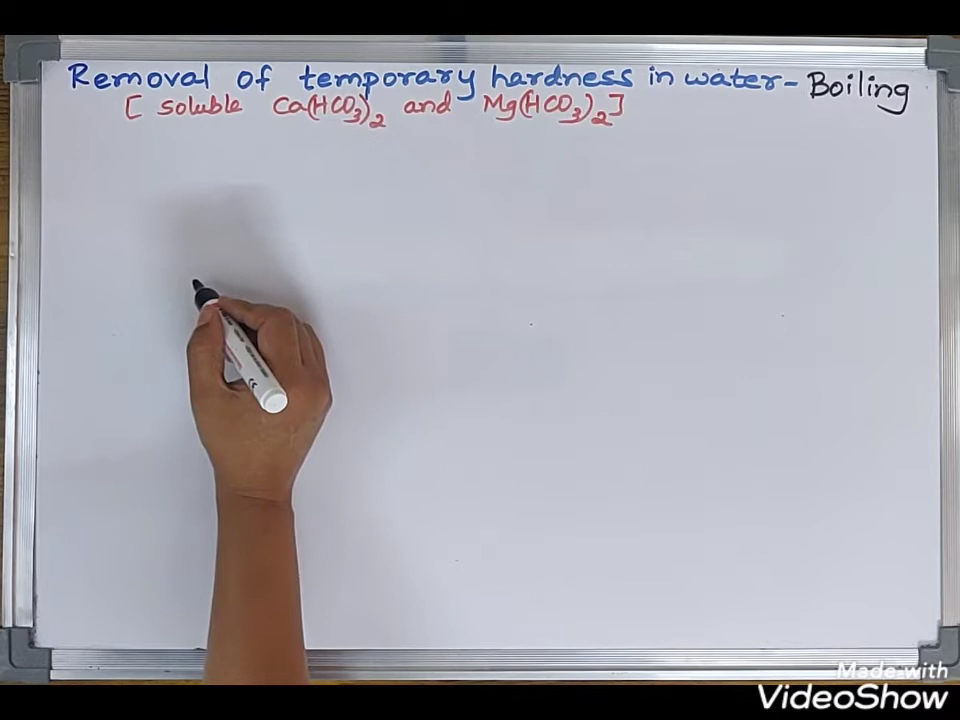 Removal of temporary hardness in water - Boiling
[ soluble Ca(HCO3)2 and Mg(HCO3)2 ]
Made with
VideoShow